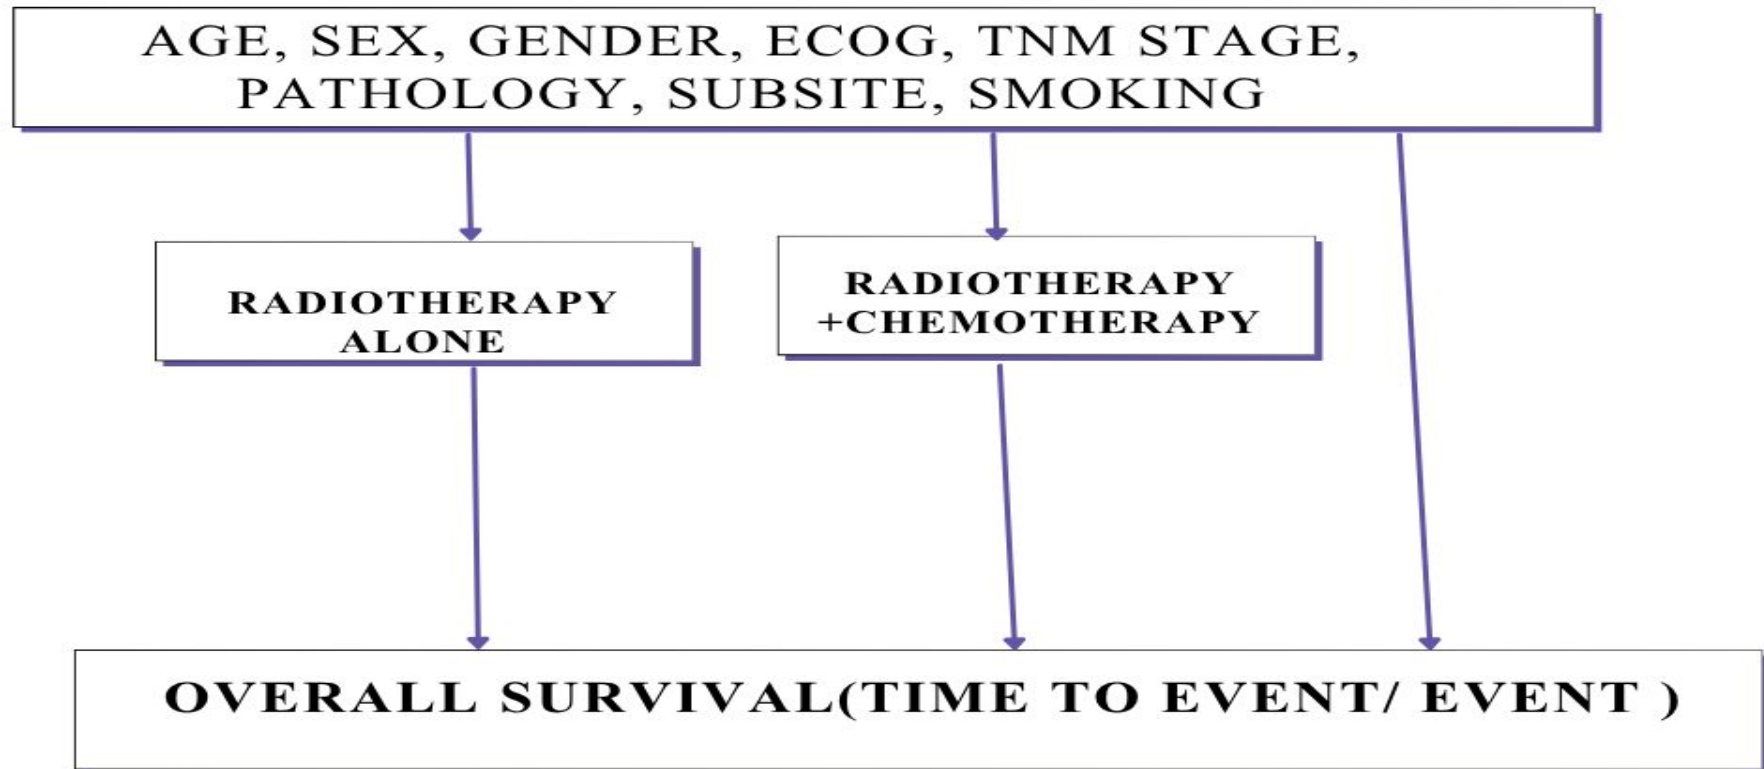 AGE, SEX, GENDER, ECOG, TNM STAGE,
PATHOLOGY, SUBSITE, SMOKING
RADIOTHERAPY
ALONE
RADIOTHERAPY
+CHEMOTHERAPY
OVERALL SURVIVAL(TIME TO EVENT/ EVENT )